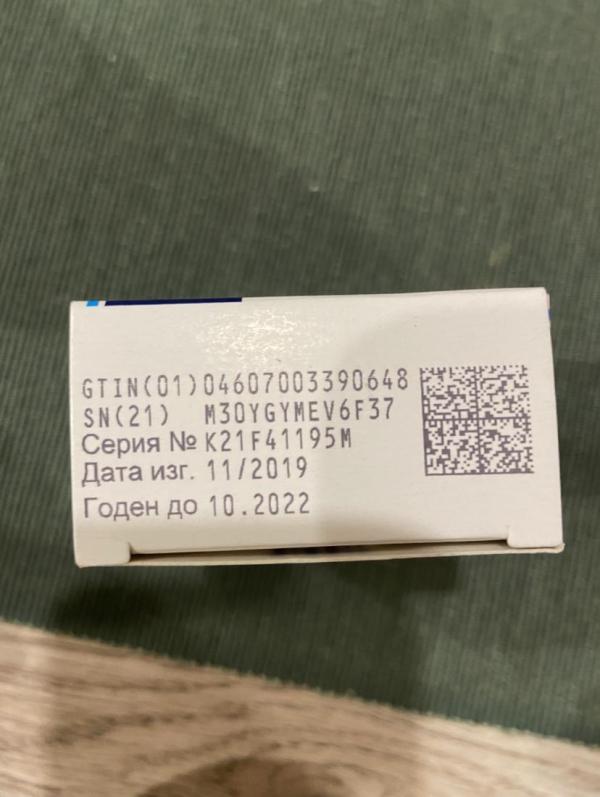 GTIN(01)04607003390648
SN(21) M30YGYMEV6F37
Серия № K21F41195M
Дата изг. 11/2019
Годен до 10.2022